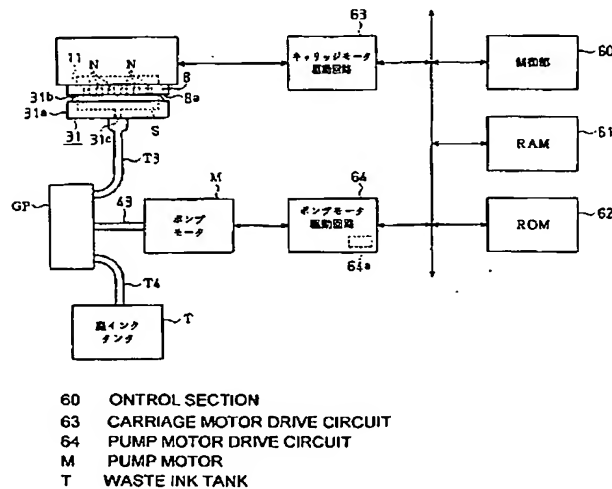 63
11
N
N
キャリッジモータ
駆動回路
制御部
60
31b
8
8a
31a
31
31c
S
61
RAM
T3
GP
43
M
64
62
ポンプ
モータ
ポンプモータ
駆動回路
ROM
64a
T4
廃インク
タンク
T
60 ONTROL SECTION
63 CARRIAGE MOTOR DRIVE CIRCUIT
64 PUMP MOTOR DRIVE CIRCUIT
M PUMP MOTOR
T WASTE INK TANK